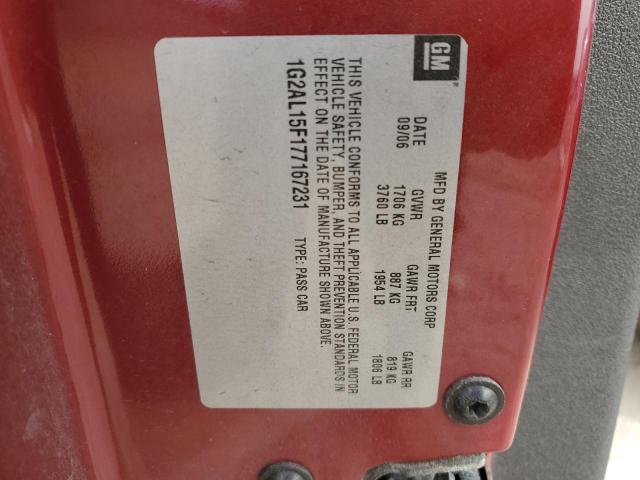 GM
MFD BY GENERAL MOTORS CORP
DATE GVWR GAWR FRT GAWR RR
09/06 1706 KG 887 KG 819 KG
3760 LB 1954 LB 1806 LB
THIS VEHICLE CONFORMS TO ALL APPLICABLE U.S. FEDERAL MOTOR
VEHICLE SAFETY, BUMPER, AND THEFT PREVENTION STANDARDS IN
EFFECT ON THE DATE OF MANUFACTURE SHOWN ABOVE.
1G2AL15F177167231 TYPE: PASS CAR